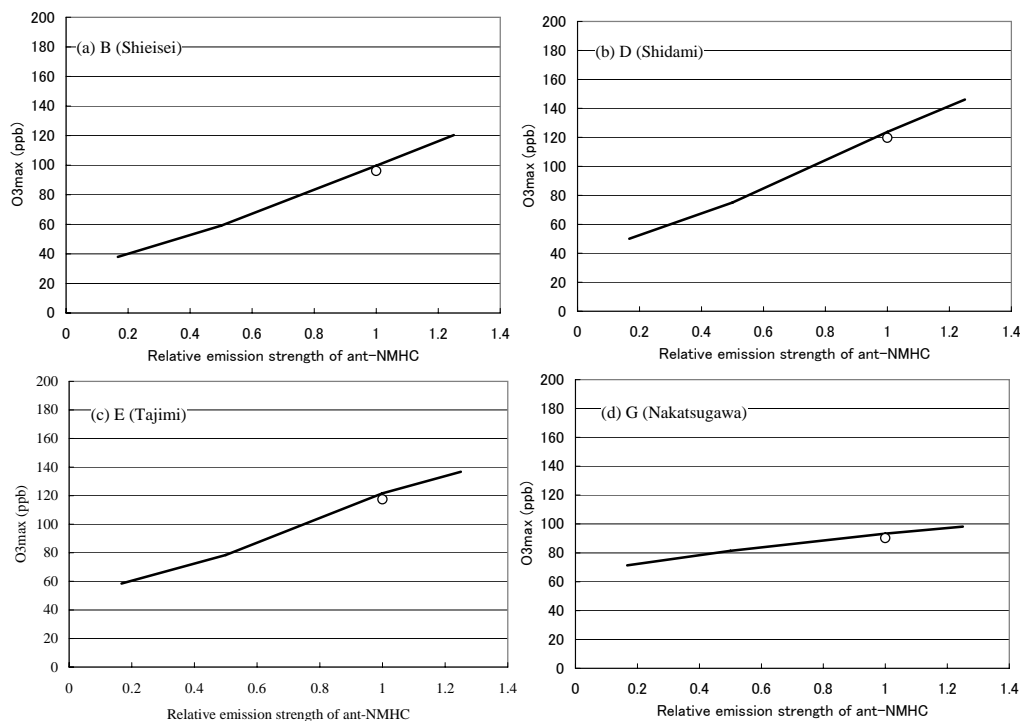 (a) B (Shieisei)
O3max (ppb)
200
180
160
140
120
100
80
60
40
20
0
0 0.2 0.4 0.6 0.8 1 1.2 1.4
Relative emission strength of ant-NMHC
(b) D (Shidami)
O3max (ppb)
200
180
160
140
120
100
80
60
40
20
0
0 0.2 0.4 0.6 0.8 1 1.2 1.4
Relative emission strength of ant-NMHC
(c) E (Tajimi)
O3max (ppb)
200
180
160
140
120
100
80
60
40
20
0
0 0.2 0.4 0.6 0.8 1 1.2 1.4
Relative emission strength of ant-NMHC
(d) G (Nakatsugawa)
O3max (ppb)
200
180
160
140
120
100
80
60
40
20
0
0 0.2 0.4 0.6 0.8 1 1.2 1.4
Relative emission strength of ant-NMHC